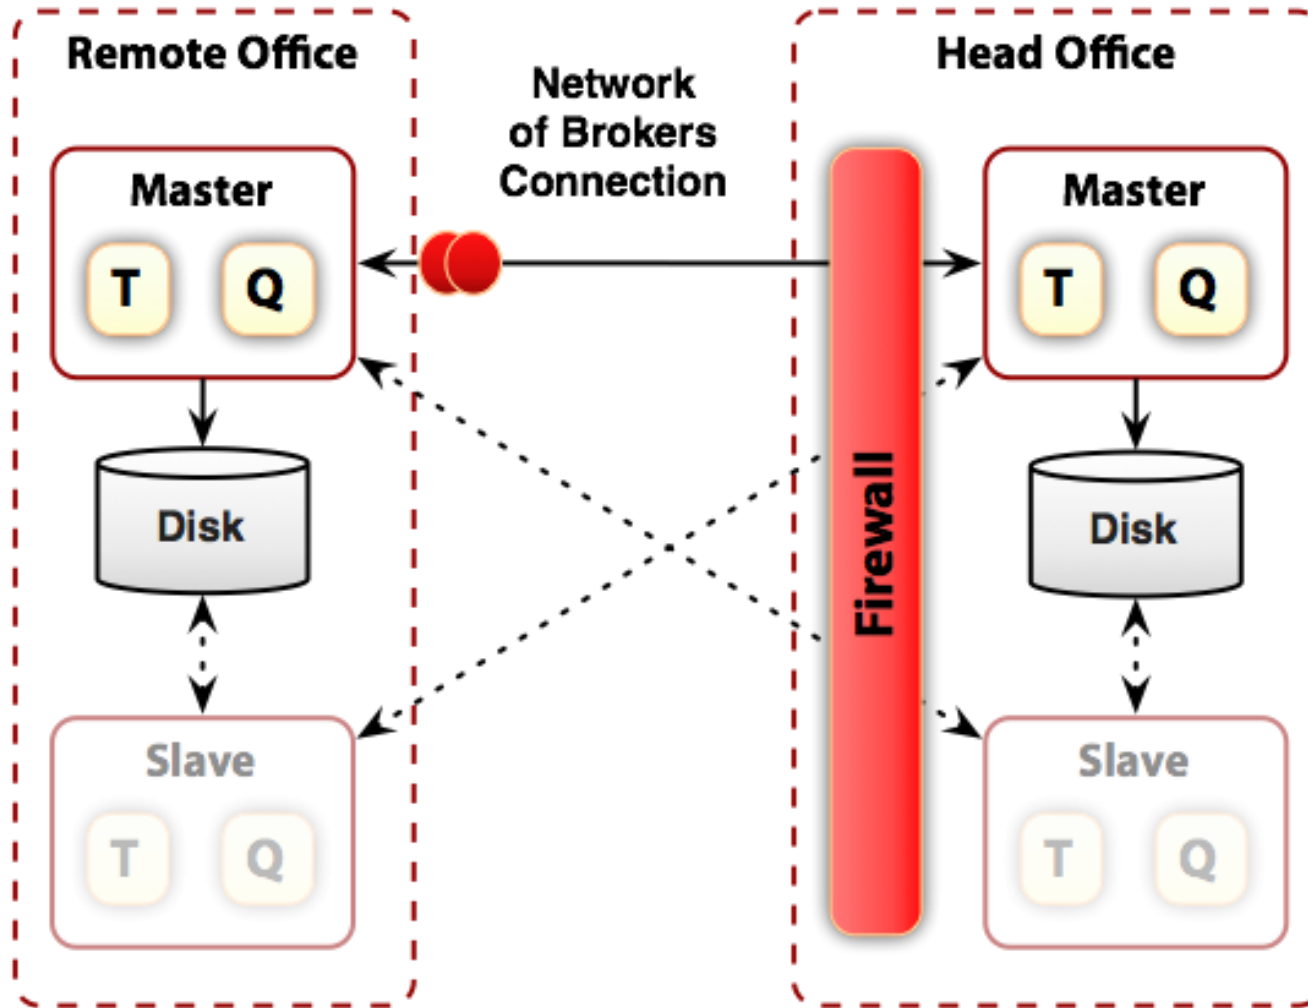 Remote Office
Head Office
Network
of Brokers
Connection
Master
T Q
Master
T Q
Disk
Disk
Firewall
Slave
T Q
Slave
T Q